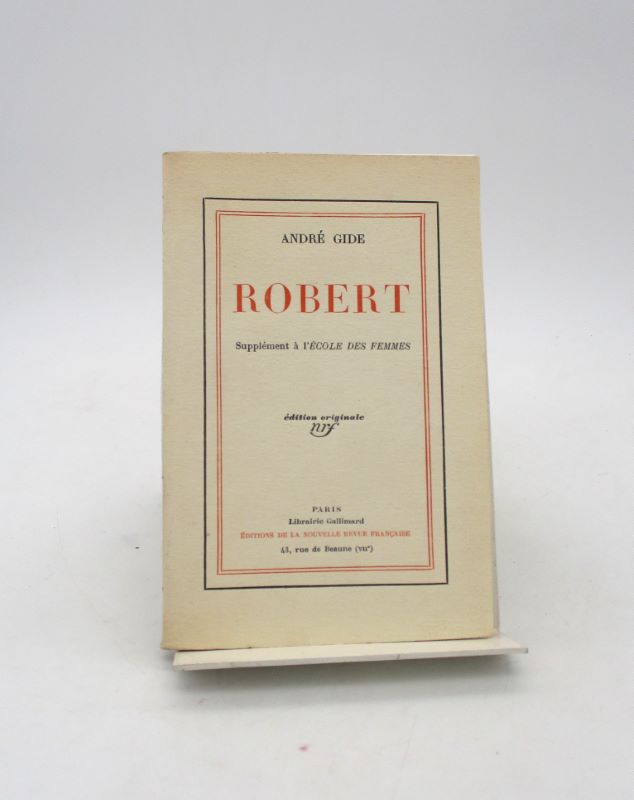 ANDRÉ GIDE
ROBERT
Supplément à l'ÉCOLE DES FEMMES
édition originale
nrf
PARIS
Librairie Gallimard
ÉDITIONS DE LA NOUVELLE REVUE FRANÇAISE
43, rue de Beaune (VIIᵉ)